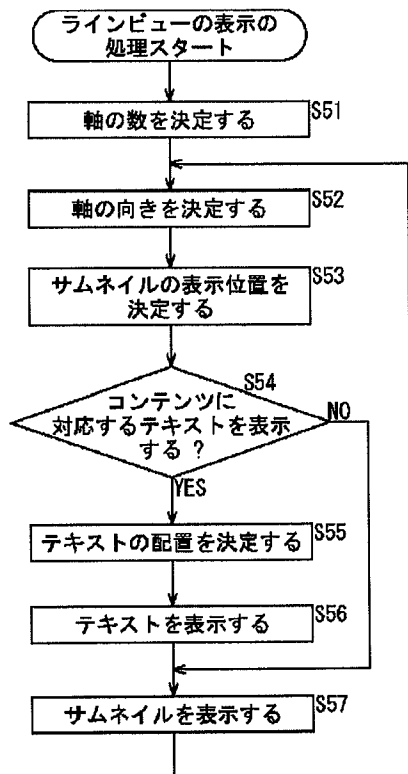 ラインビューの表示の
処理スタート
軸の数を決定する
S51
軸の向きを決定する
S52
サムネイルの表示位置を
決定する
S53
S54
コンテンツに
対応するテキストを表示
する ?
NO
YES
テキストの配置を決定する
S55
テキストを表示する
S56
サムネイルを表示する
S57